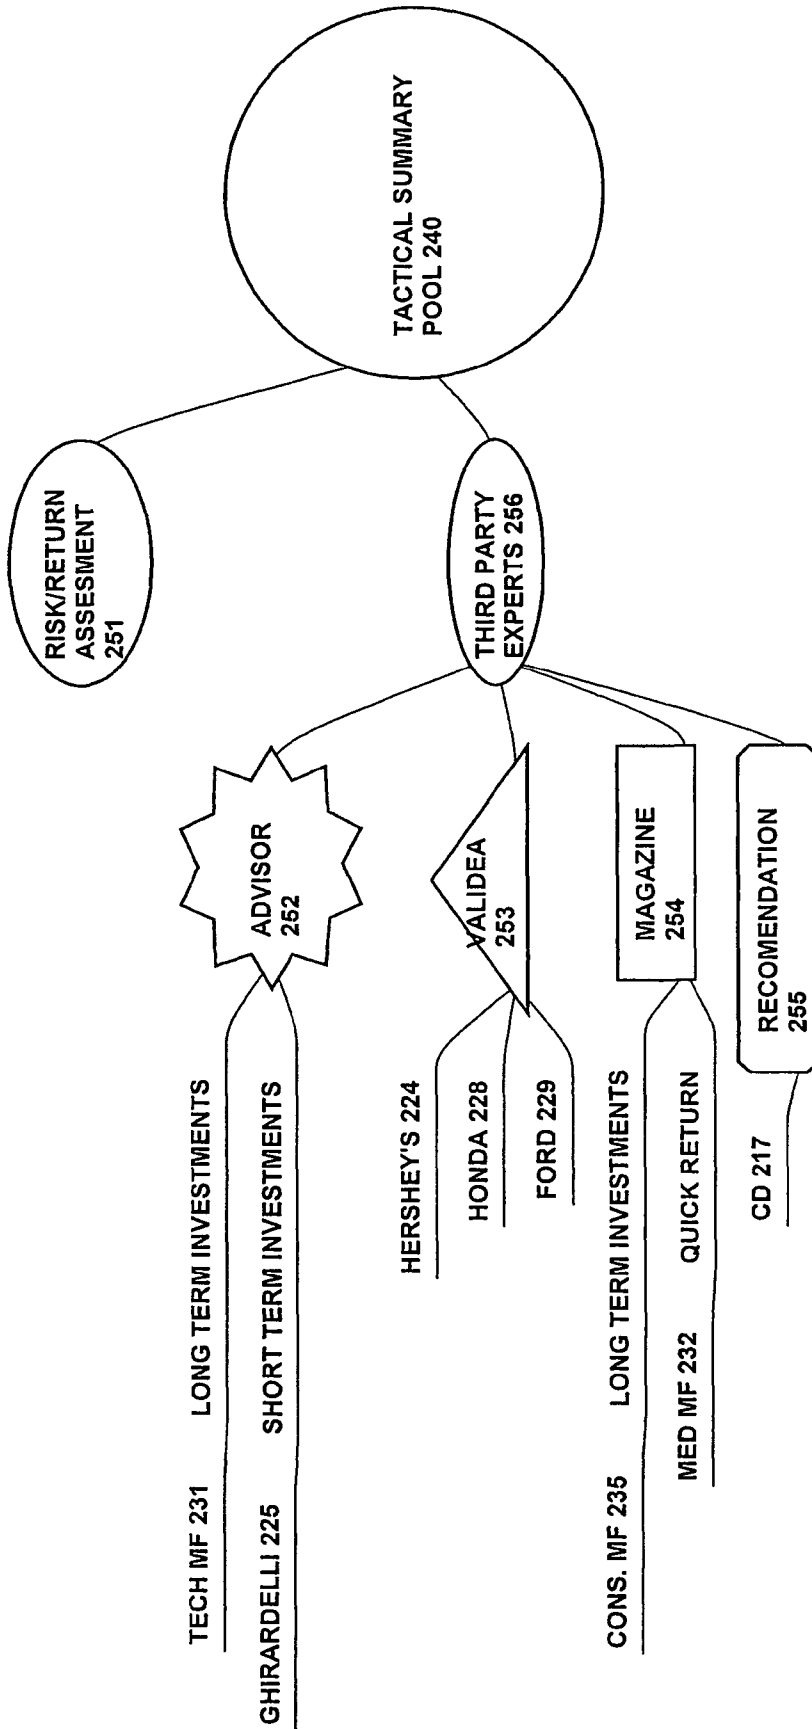 TECH MF 231 LONG TERM INVESTMENTS
GHIRARDELLI 225 SHORT TERM INVESTMENTS
ADVISOR
252
HERSHEY'S 224
HONDA 228
FORD 229
VALIDEA
253
CONS. MF 235 LONG TERM INVESTMENTS
MED MF 232 QUICK RETURN
MAGAZINE
254
CD 217
RECOMENDATION
255
RISK/RETURN
ASSESMENT
251
THIRD PARTY
EXPERTS 256
TACTICAL SUMMARY
POOL 240